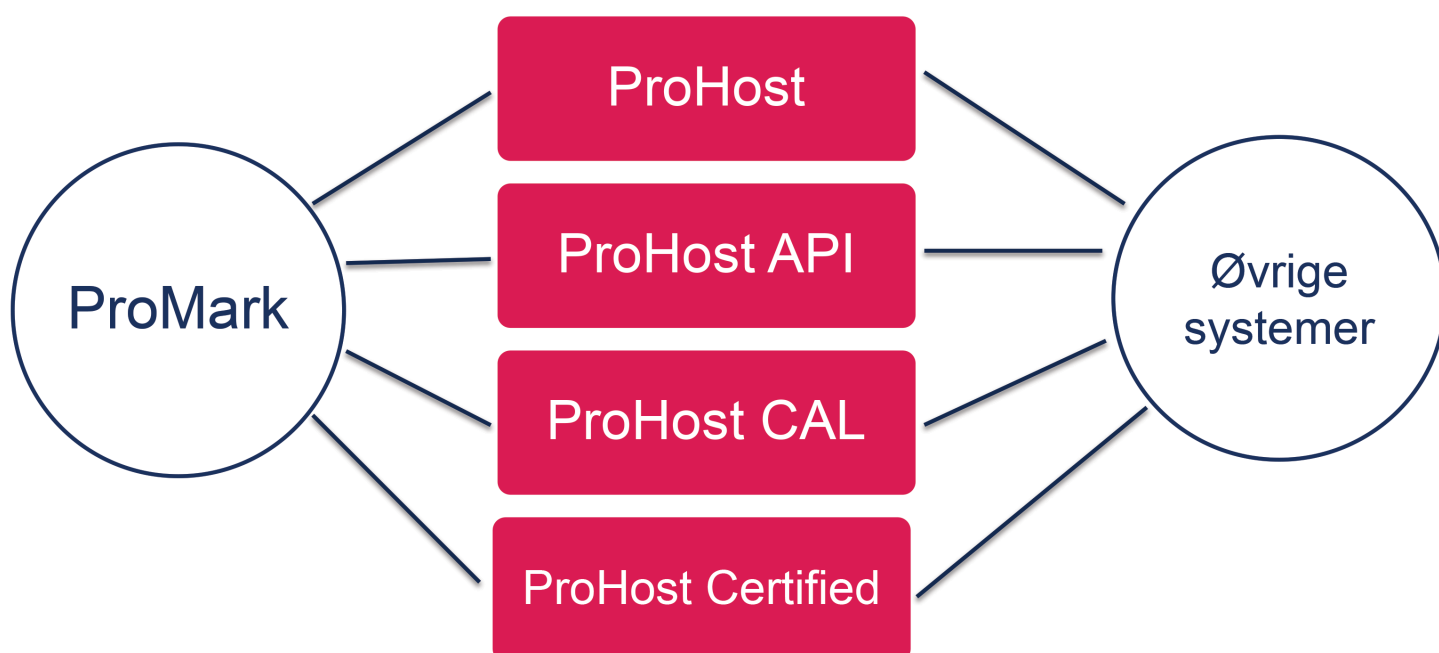 ProHost
ProHost API
ProMark
Øvrige
systemer
ProHost CAL
ProHost Certified